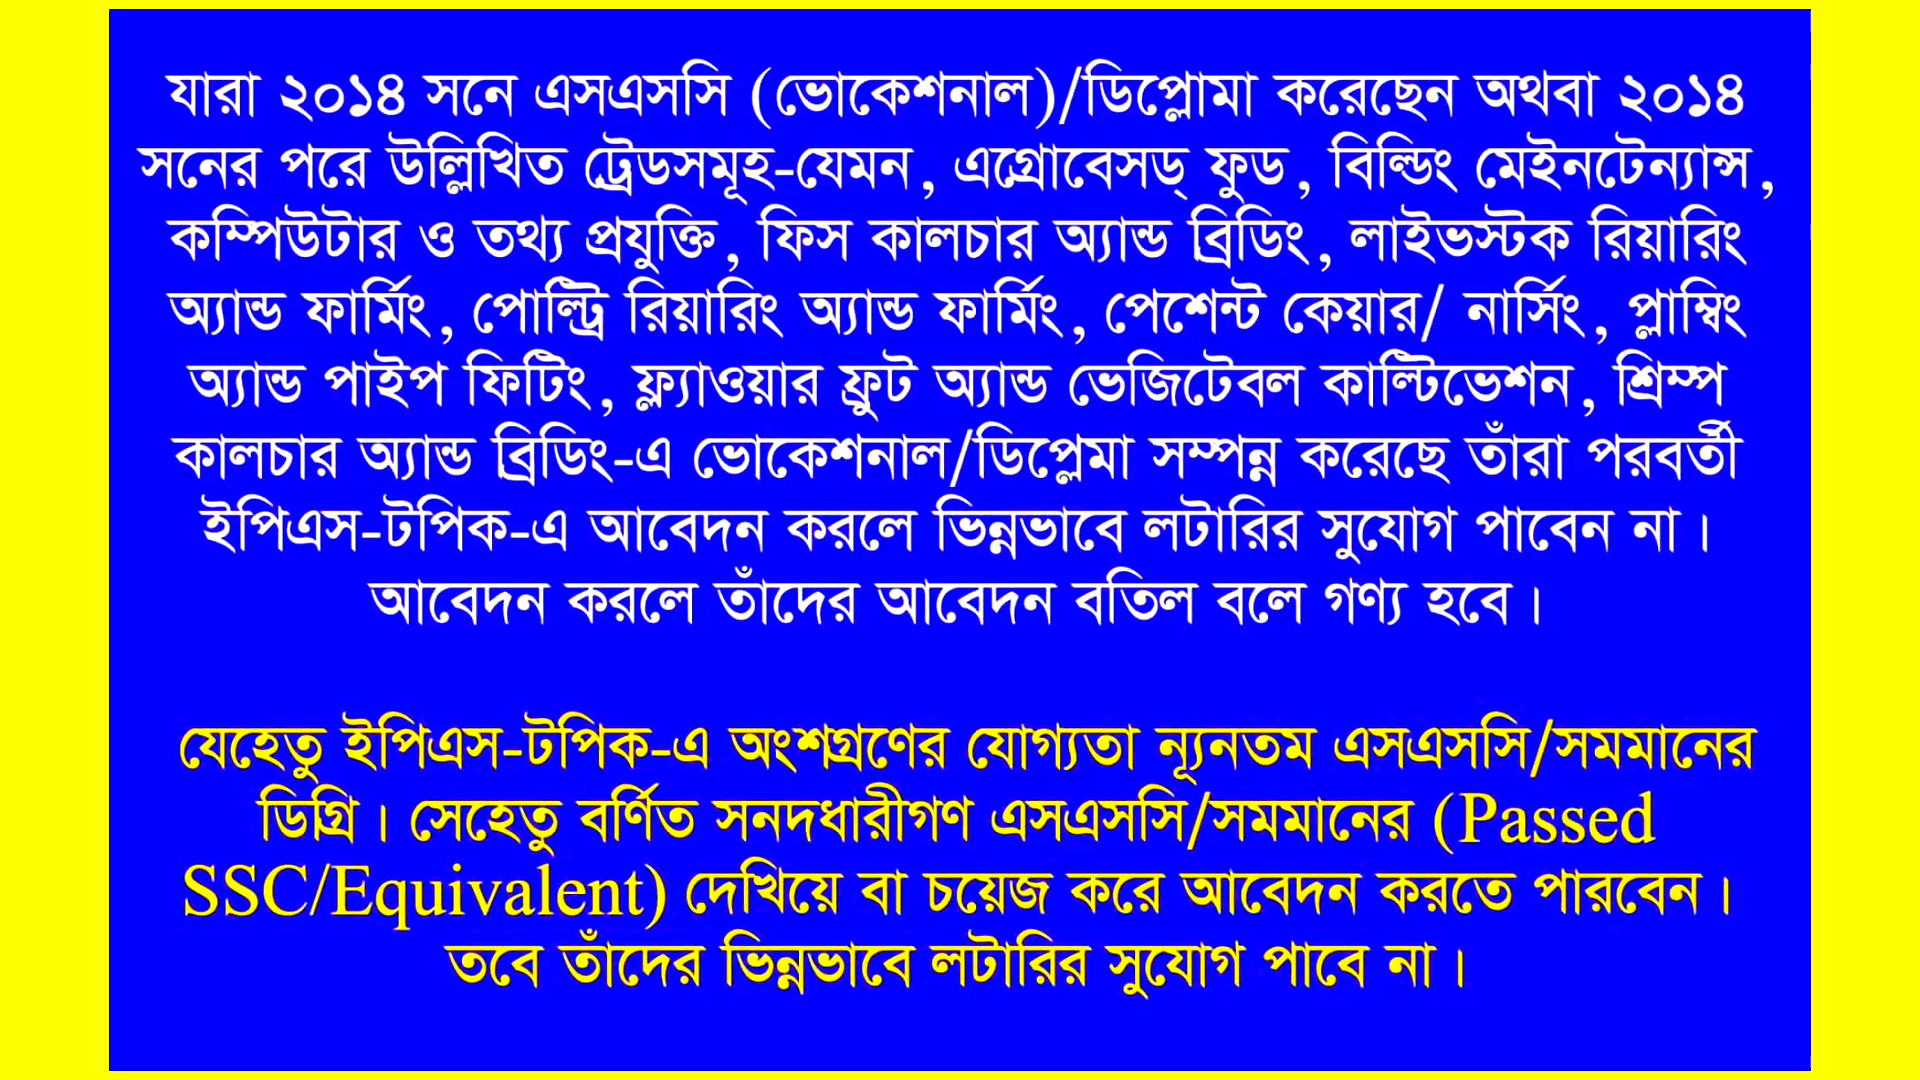 যারা ২০১৪ সনে এসএসসি (ভোকেশনাল)/ডিপ্লোমা করেছেন অথবা ২০১৪
সনের পরে উল্লিখিত ট্রেডসমূহ-যেমন, এগ্রোবেসড্ ফুড, বিল্ডিং মেইনটেন্যান্স,
কম্পিউটার ও তথ্য প্রযুক্তি, ফিস কালচার অ্যান্ড ব্রিডিং, লাইভস্টক রিয়ারিং
অ্যান্ড ফার্মিং, পোল্ট্রি রিয়ারিং অ্যান্ড ফার্মিং, পেশেন্ট কেয়ার/ নার্সিং, প্লাম্বিং
অ্যান্ড পাইপ ফিটিং, ফ্ল্যাওয়ার ফ্রুট অ্যান্ড ভেজিটেবল কাল্টিভেশন, শ্রিম্প
কালচার অ্যান্ড ব্রিডিং-এ ভোকেশনাল/ডিপ্লেমা সম্পন্ন করেছে তাঁরা পরবর্তী
ইপিএস-টপিক-এ আবেদন করলে ভিন্নভাবে লটারির সুযোগ পাবেন না।
আবেদন করলে তাঁদের আবেদন বতিল বলে গণ্য হবে।
যেহেতু ইপিএস-টপিক-এ অংশগ্রণের যোগ্যতা ন্যূনতম এসএসসি/সমমানের
ডিগ্রি। সেহেতু বর্ণিত সনদধারীগণ এসএসসি/সমমানের (Passed
SSC/Equivalent) দেখিয়ে বা চয়েজ করে আবেদন করতে পারবেন।
তবে তাঁদের ভিন্নভাবে লটারির সুযোগ পাবে না।